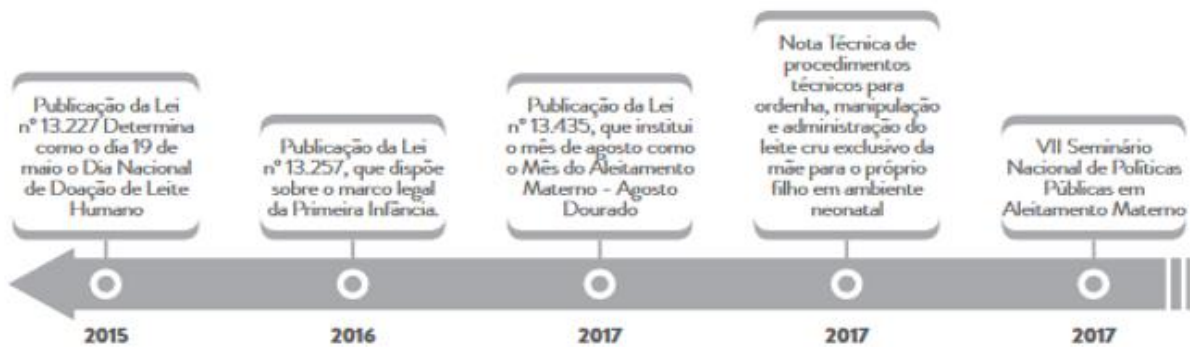 Publicação da Lei
nº 13.227 Determina
como o dia 19 de
maio o Dia Nacional
de Doação de Leite
Humano
Publicação da Lei
nº 13.257, que dispõe
sobre o marco legal
da Primeira Infância.
Publicação da Lei
nº 13.435, que institui
o mês de agosto como
o Mês do Aleitamento
Materno - Agosto
Dourado
Nota Técnica de
procedimentos
técnicos para
ordenha, manipulação
e administração do
leite cru exclusivo da
mãe para o próprio
filho em ambiente
neonatal
VII Seminário
Nacional de Políticas
Públicas em
Aleitamento Materno
2015
2016
2017
2017
2017